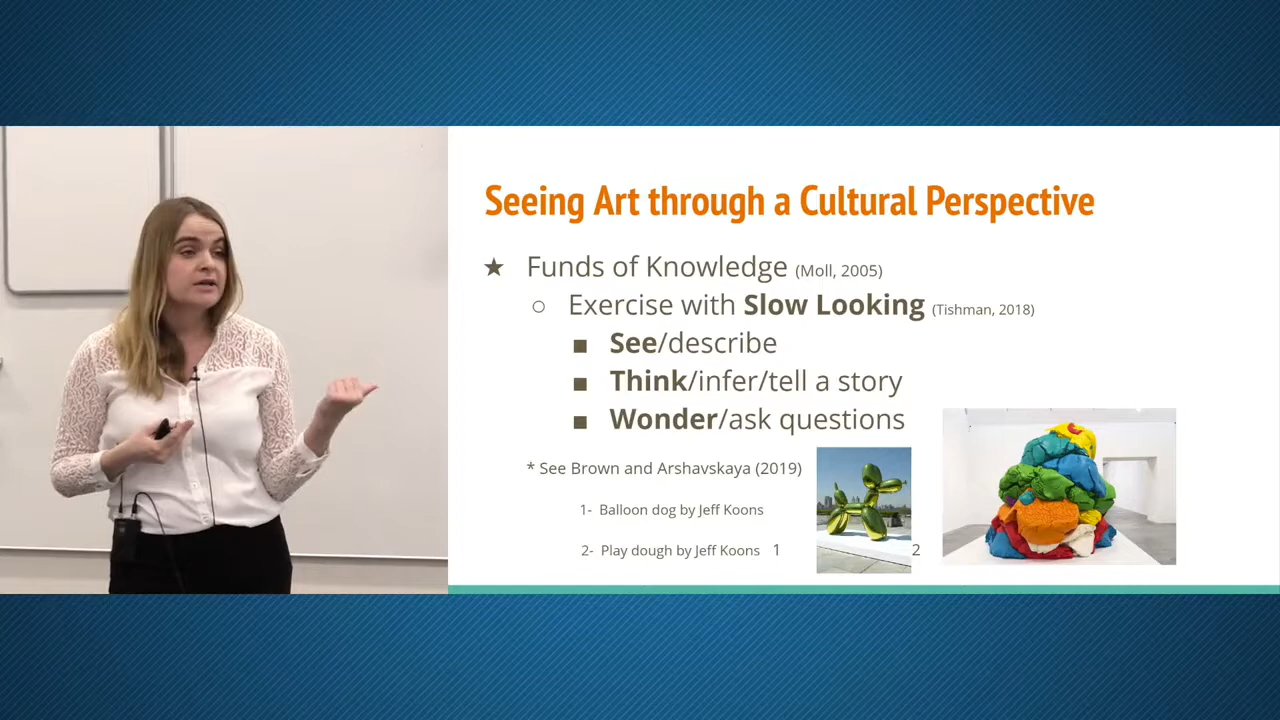 Seeing Art through a Cultural Perspective
★ Funds of Knowledge (Moll, 2005)
○ Exercise with Slow Looking (Tishman, 2018)
■ See/describe
■ Think/infer/tell a story
■ Wonder/ask questions
* See Brown and Arshavskaya (2019)
1- Balloon dog by Jeff Koons
2- Play dough by Jeff Koons 1 2